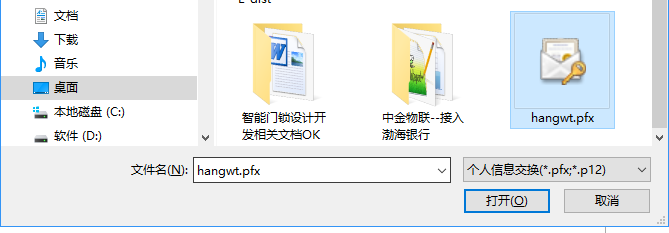 文档
下载
音乐
桌面
本地磁盘 (C:)
软件 (D:)
智能门锁设计开
发相关文档OK
中金物联--接入
渤海银行
hangwt.pfx
文件名(N):
hangwt.pfx
个人信息交换(*.pfx;*.p12)
打开(O)
取消